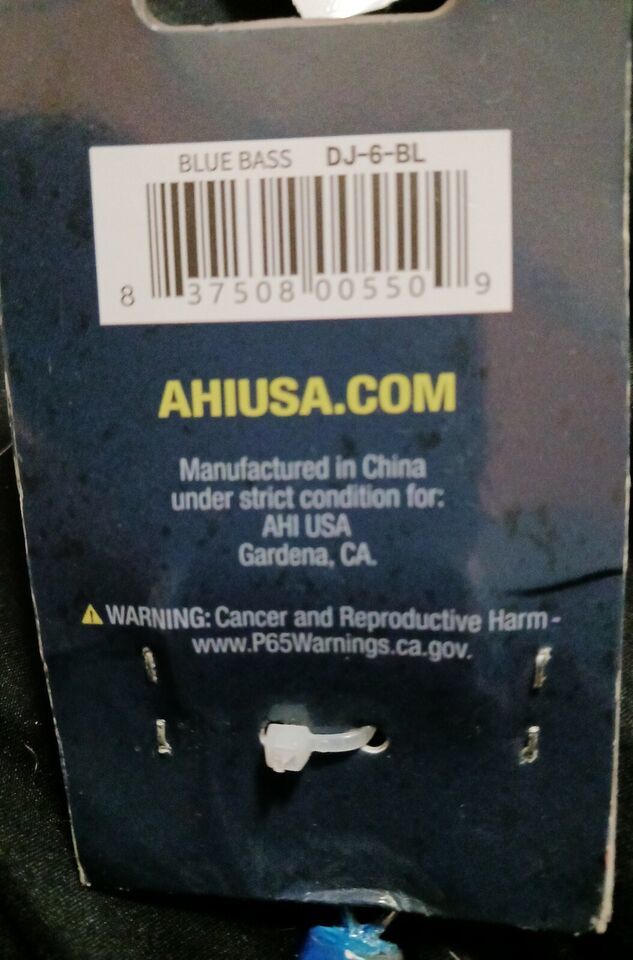 BLUE BASS DJ-6-BL
8 37508 00550 9
AHIUSA.COM
Manufactured in China
under strict condition for:
AHI USA
Gardena, CA.
⚠ WARNING: Cancer and Reproductive Harm -
www.P65Warnings.ca.gov.